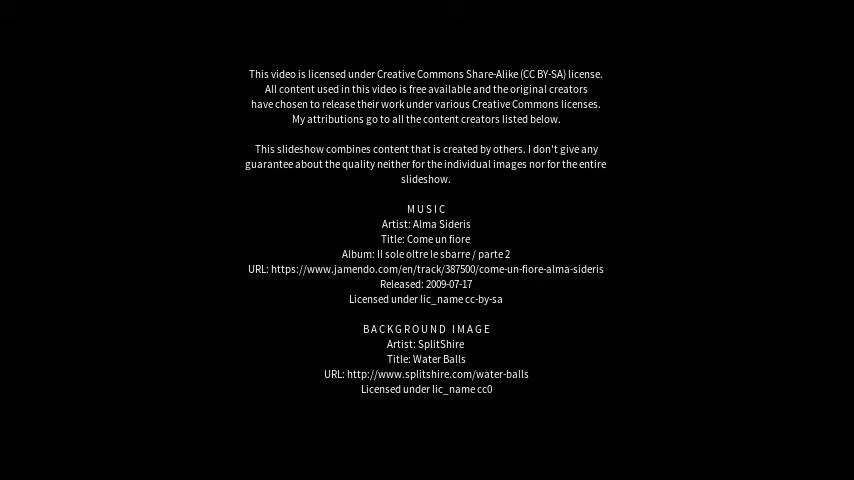 This video is licensed under Creative Commons Share-Alike (CC BY-SA) license.
All content used in this video is free available and the original creators
have chosen to release their work under various Creative Commons licenses.
My attributions go to all the content creators listed below.
This slideshow combines content that is created by others. I don't give any
guarantee about the quality neither for the individual images nor for the entire
slideshow.
MUSIC
Artist: Alma Sideris
Title: Come un fiore
Album: Il sole oltre le sbarre / parte 2
URL: https://www.jamendo.com/en/track/387500/come-un-fiore-alma-sideris
Released: 2009-07-17
Licensed under lic_name cc-by-sa
BACKGROUND IMAGE
Artist: SplitShire
Title: Water Balls
URL: http://www.splitshire.com/water-balls
Licensed under lic_name cc0